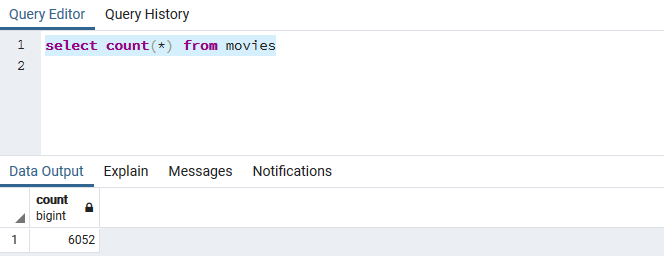 Query Editor Query History
1 select count(*) from movies
2
Data Output Explain Messages Notifications
count
bigint
1 6052